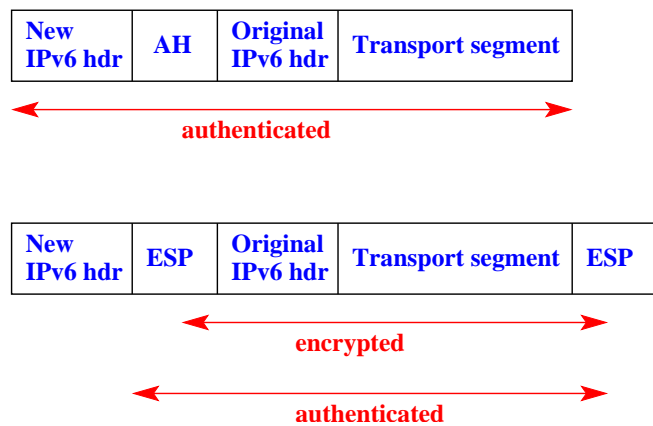 New IPv6 hdr
AH
Original IPv6 hdr
Transport segment
authenticated
New IPv6 hdr
ESP
Original IPv6 hdr
Transport segment
ESP
encrypted
authenticated